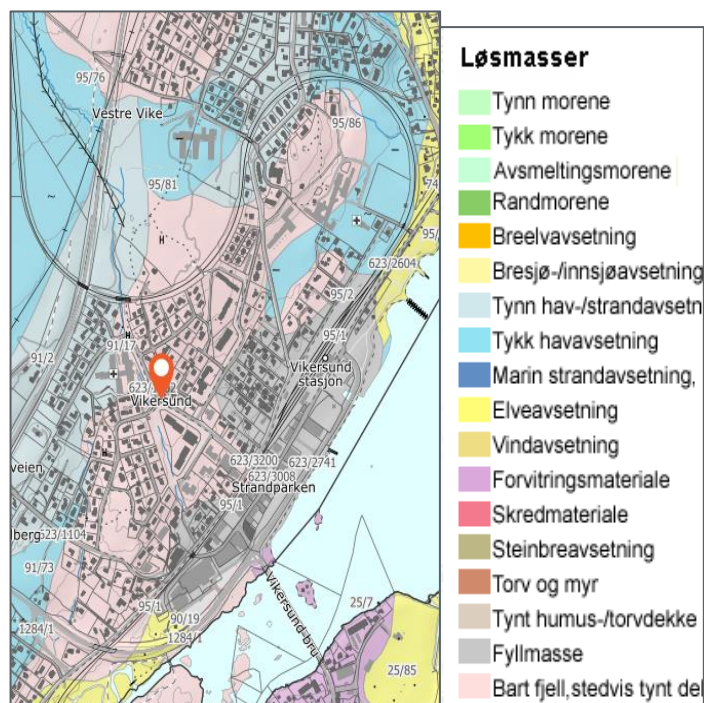 95/76
Vestre Vike
95/86
95/81
74
95/
623/2604
95/2
95/1
91/2
91/17
Vikersund
stasjon
Vikersund
veien
623/3200
623/2741
623/3008
Strandparken
95/1
lberg
623/1104
91/73
95/1
90/19
1284/1
1284/1
Vikersund bru
25/7
25/85
Løsmasser
Tynn morene
Tykk morene
Avsmeltingsmorene
Randmorene
Breelvavsetning
Bresjø-/innsjøavsetning
Tynn hav-/strandavsetn
Tykk havavsetning
Marin strandavsetning,
Elveavsetning
Vindavsetning
Forvitringsmateriale
Skredmateriale
Steinbreavsetning
Torv og myr
Tynt humus-/torvdekke
Fyllmasse
Bart fjell,stedvis tynt del